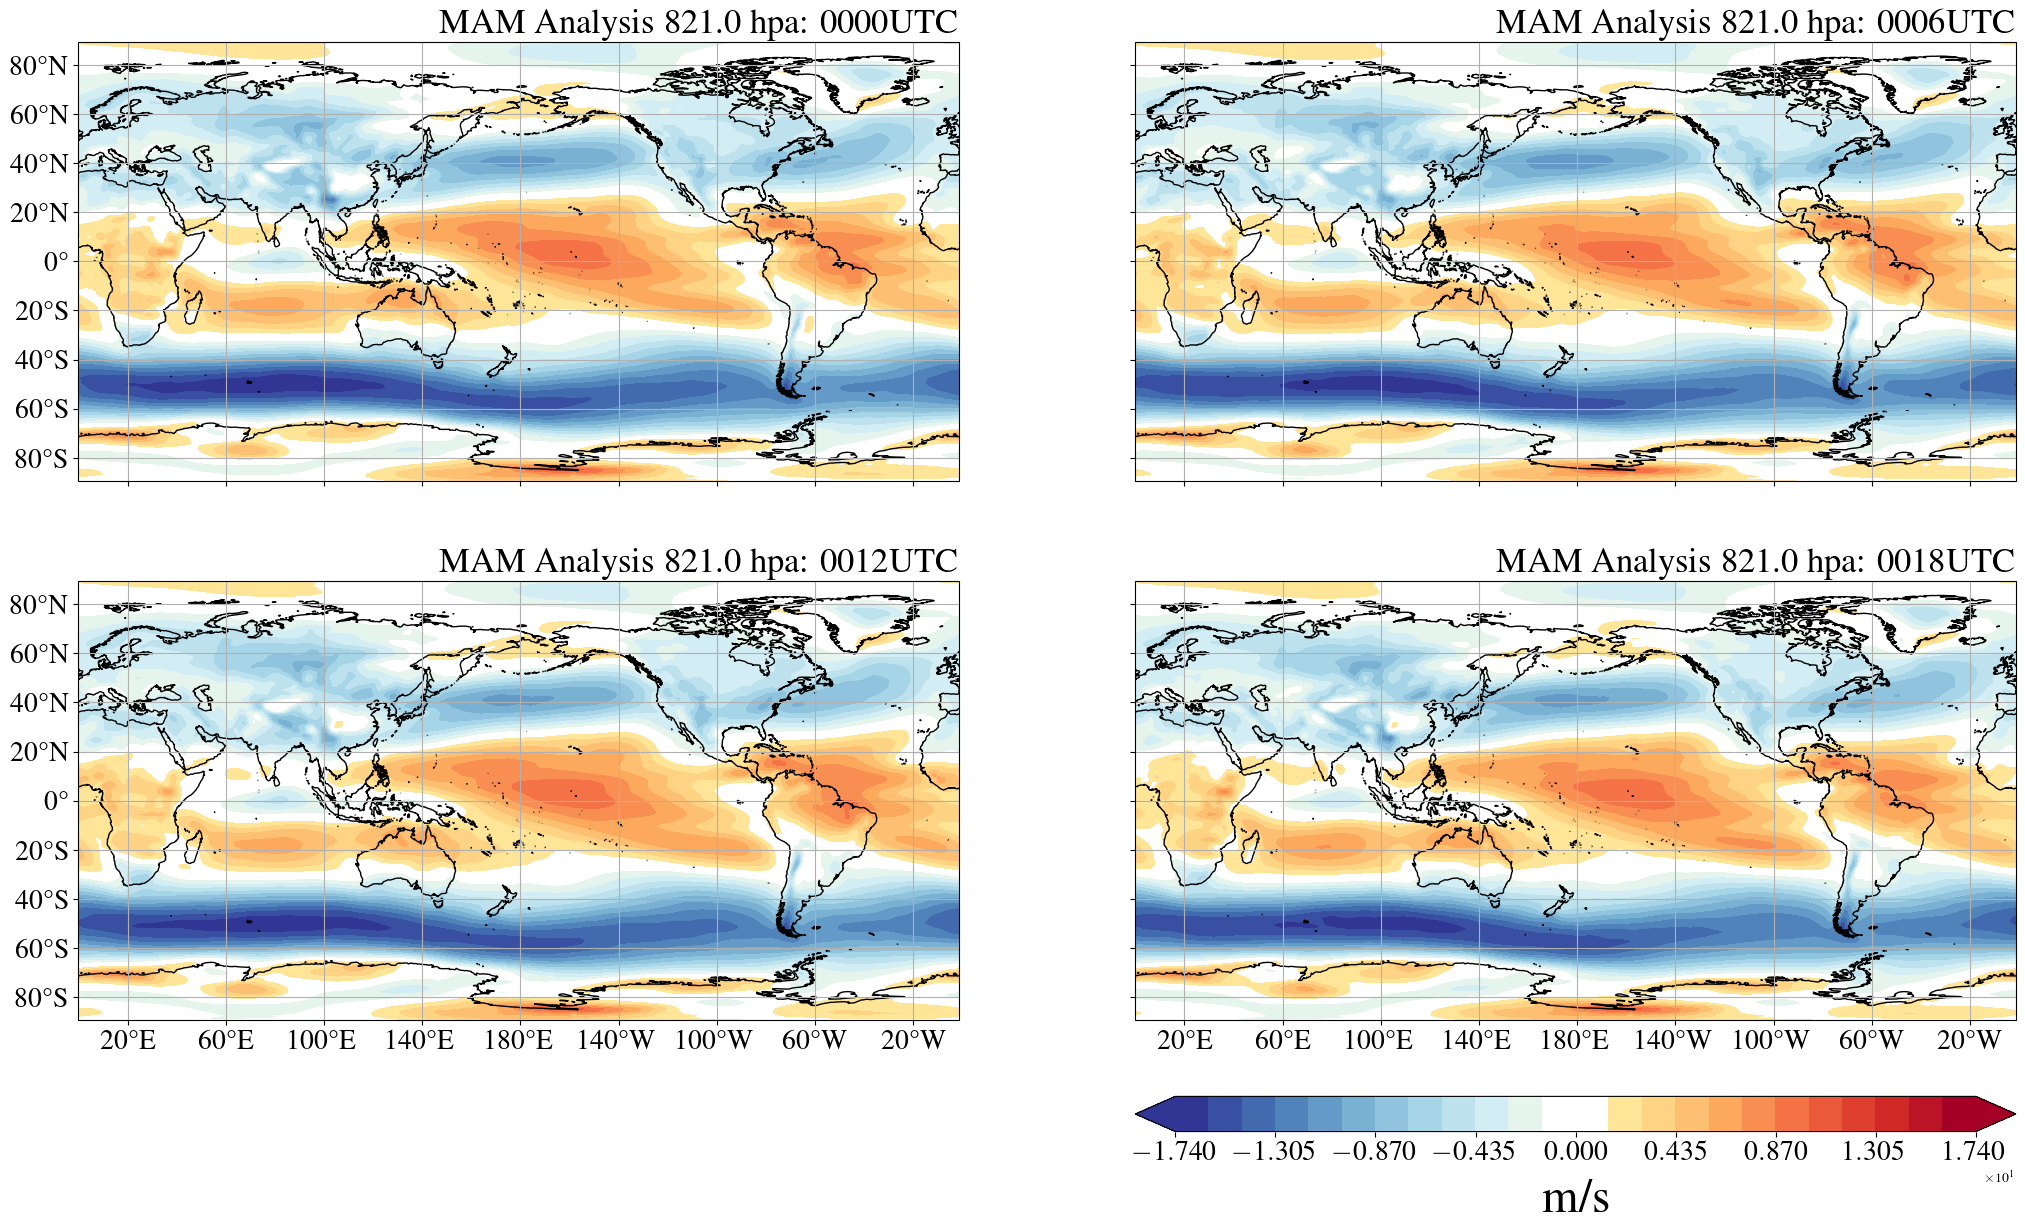 MAM Analysis 821.0 hpa: 0000UTC
MAM Analysis 821.0 hpa: 0006UTC
80°N
60°N
40°N
20°N
0°
20°S
40°S
60°S
80°S
MAM Analysis 821.0 hpa: 0012UTC
MAM Analysis 821.0 hpa: 0018UTC
80°N
60°N
40°N
20°N
0°
20°S
40°S
60°S
80°S
20°E 60°E 100°E 140°E 180°E 140°W 100°W 60°W 20°W
20°E 60°E 100°E 140°E 180°E 140°W 100°W 60°W 20°W
−1.740 −1.305 −0.870 −0.435 0.000 0.435 0.870 1.305 1.740
×10¹
m/s